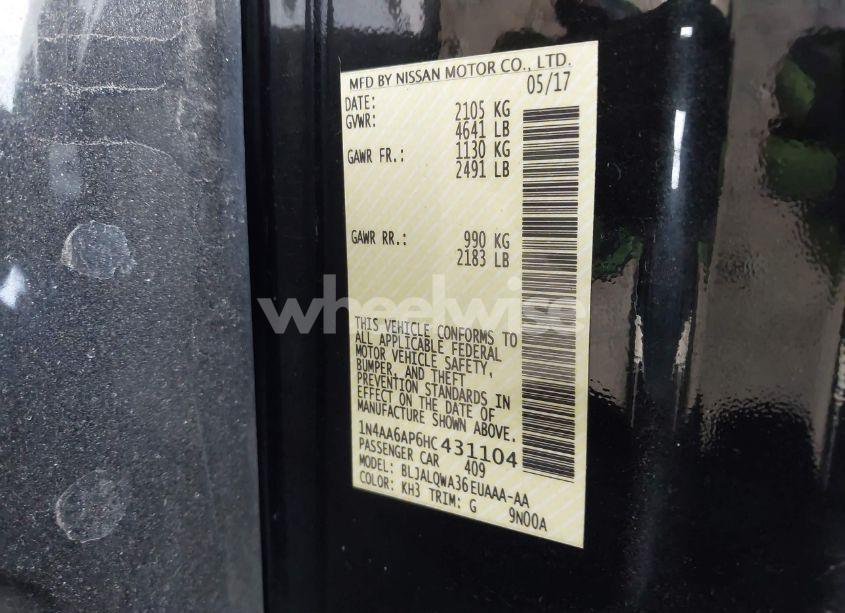 MFD BY NISSAN MOTOR CO., LTD.
DATE: 05/17
GVWR: 2105 KG
4641 LB
GAWR FR.: 1130 KG
2491 LB
GAWR RR.: 990 KG
2183 LB
wheelwise
THIS VEHICLE CONFORMS TO
ALL APPLICABLE FEDERAL
MOTOR VEHICLE SAFETY,
BUMPER, AND THEFT
PREVENTION STANDARDS IN
EFFECT ON THE DATE OF
MANUFACTURE SHOWN ABOVE.
1N4AA6AP6HC431104
PASSENGER CAR 409
MODEL: BLJALQWA36EUAAA-AA
COLOR: KH3 TRIM: G 9N00A